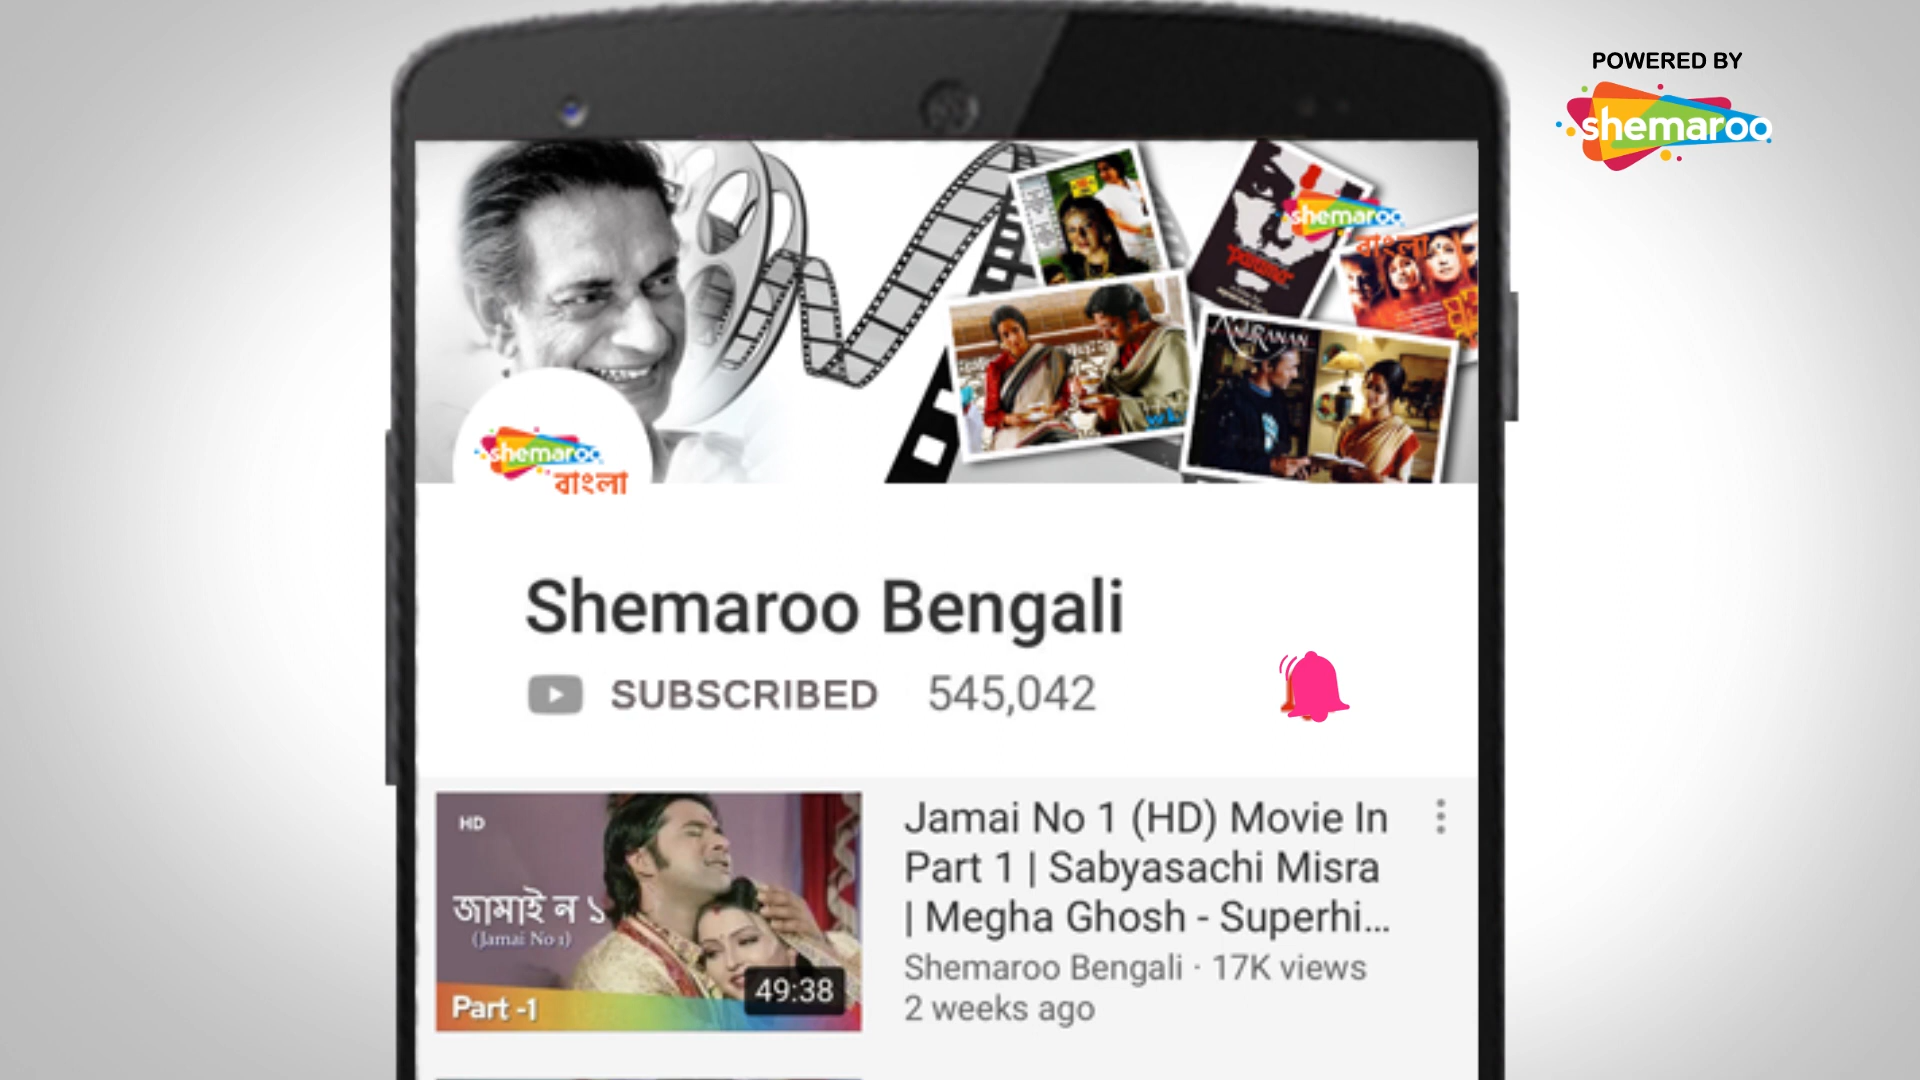 POWERED BY
shemaroo
shemaroo
বাংলা
ANURANAN
shemaroo
বাংলা
Shemaroo Bengali
SUBSCRIBED 545,042
HD
জামাই ন ১
(Jamai No 1)
Part -1
49:38
Jamai No 1 (HD) Movie In
Part 1 | Sabyasachi Misra
| Megha Ghosh - Superhi...
Shemaroo Bengali · 17K views
2 weeks ago